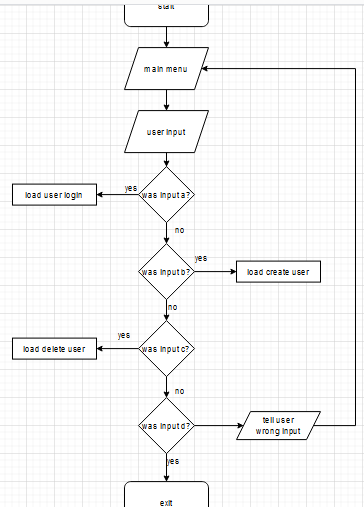 start
main menu
user input
was input a?
yes
load user login
no
was input b?
yes
load create user
no
was input c?
yes
load delete user
no
was input d?
tell user
wrong input
yes
exit